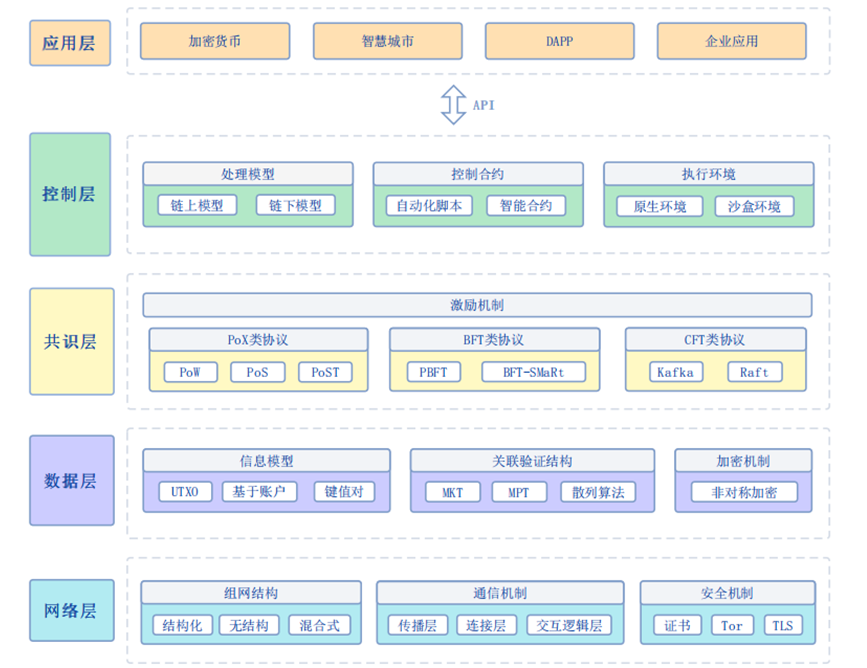 应用层
加密货币 智慧城市 DAPP 企业应用
API
控制层
处理模型 控制合约 执行环境
链上模型 链下模型 自动化脚本 智能合约 原生环境 沙盒环境
共识层
激励机制
PoX类协议 BFT类协议 CFT类协议
PoW PoS PoST PBFT BFT-SMaRt Kafka Raft
数据层
信息模型 关联验证结构 加密机制
UTXO 基于账户 键值对 MKT MPT 散列算法 非对称加密
网络层
组网结构 通信机制 安全机制
结构化 无结构 混合式 传播层 连接层 交互逻辑层 证书 Tor TLS